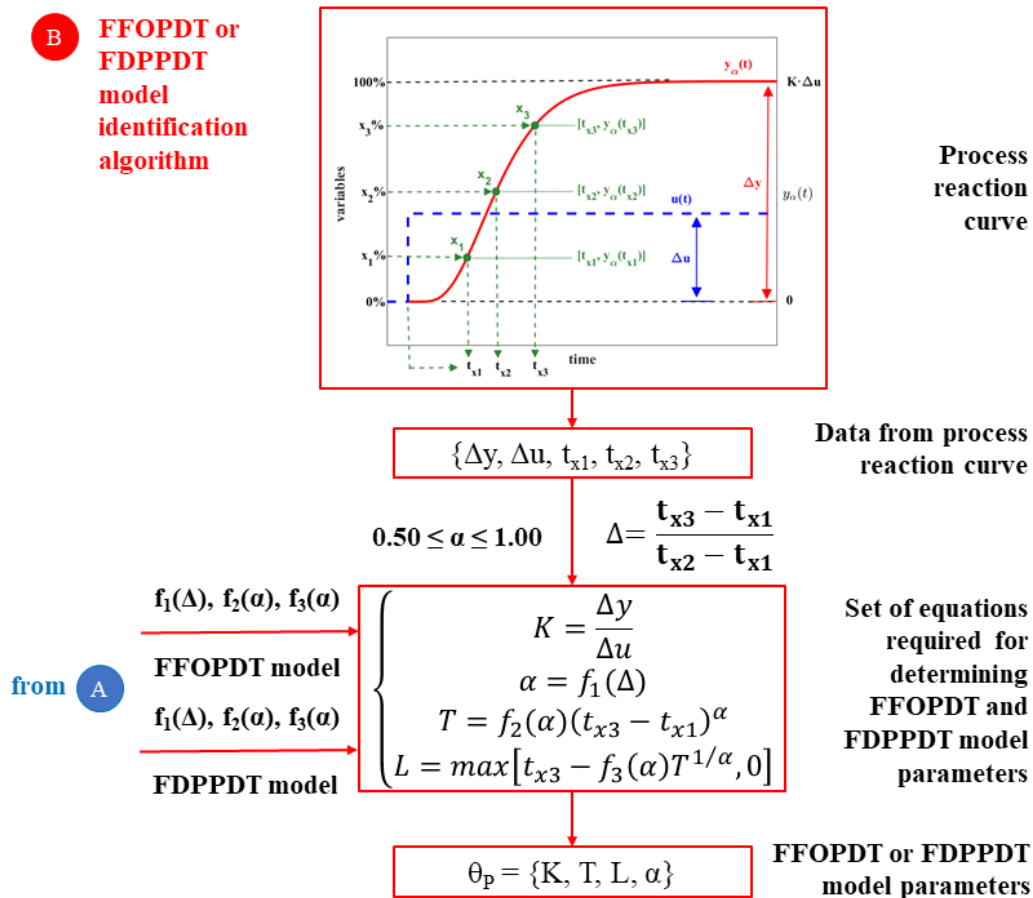 B
FFOPDT or
FDPPDT
model
identification
algorithm
variables
100%
x₃%
x₂%
x₁%
0%
x₁
x₂
x₃
y_α(t)
K·Δu
[t_x3, y_α(t_x3)]
[t_x2, y_α(t_x2)]
[t_x1, y_α(t_x1)]
u(t)
Δu
Δy
y_α(t)
0
t_x1 t_x2 t_x3
time
Process
reaction
curve
{Δy, Δu, t_x1, t_x2, t_x3}
Data from process
reaction curve
0.50 ≤ α ≤ 1.00
Δ= (t_x3 − t_x1)/(t_x2 − t_x1)
f₁(Δ), f₂(α), f₃(α)
FFOPDT model
from A
f₁(Δ), f₂(α), f₃(α)
FDPPDT model
K = Δy/Δu
α = f₁(Δ)
T = f₂(α)(t_x3 − t_x1)^α
L = max[t_x3 − f₃(α)T^1/α, 0]
Set of equations
required for
determining
FFOPDT and
FDPPDT model
parameters
θ_P = {K, T, L, α}
FFOPDT or FDPPDT
model parameters